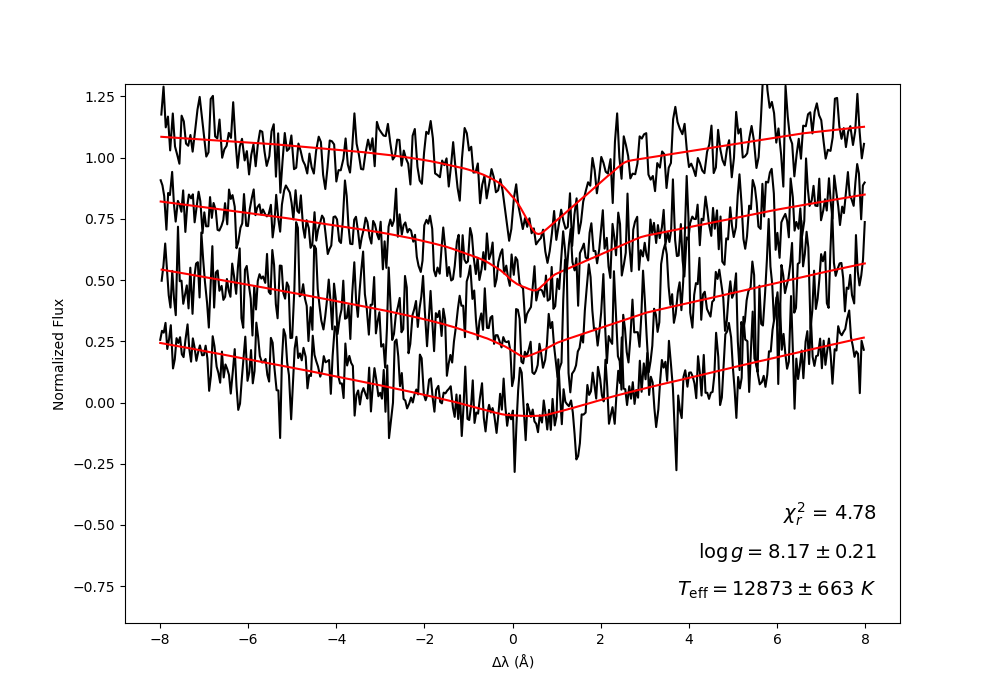 1.25
1.00
0.75
0.50
0.25
0.00
−0.25
−0.50
−0.75
Normalized Flux
χ²ᵣ = 4.78
log g = 8.17 ± 0.21
T_eff = 12873 ± 663 K
−8 −6 −4 −2 0 2 4 6 8
Δλ (Å)